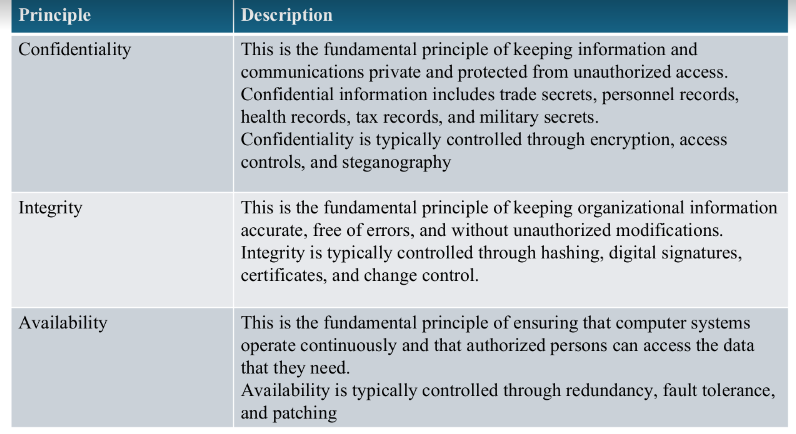 Principle Description
Confidentiality This is the fundamental principle of keeping information and
communications private and protected from unauthorized access.
Confidential information includes trade secrets, personnel records,
health records, tax records, and military secrets.
Confidentiality is typically controlled through encryption, access
controls, and steganography
Integrity This is the fundamental principle of keeping organizational information
accurate, free of errors, and without unauthorized modifications.
Integrity is typically controlled through hashing, digital signatures,
certificates, and change control.
Availability This is the fundamental principle of ensuring that computer systems
operate continuously and that authorized persons can access the data
that they need.
Availability is typically controlled through redundancy, fault tolerance,
and patching